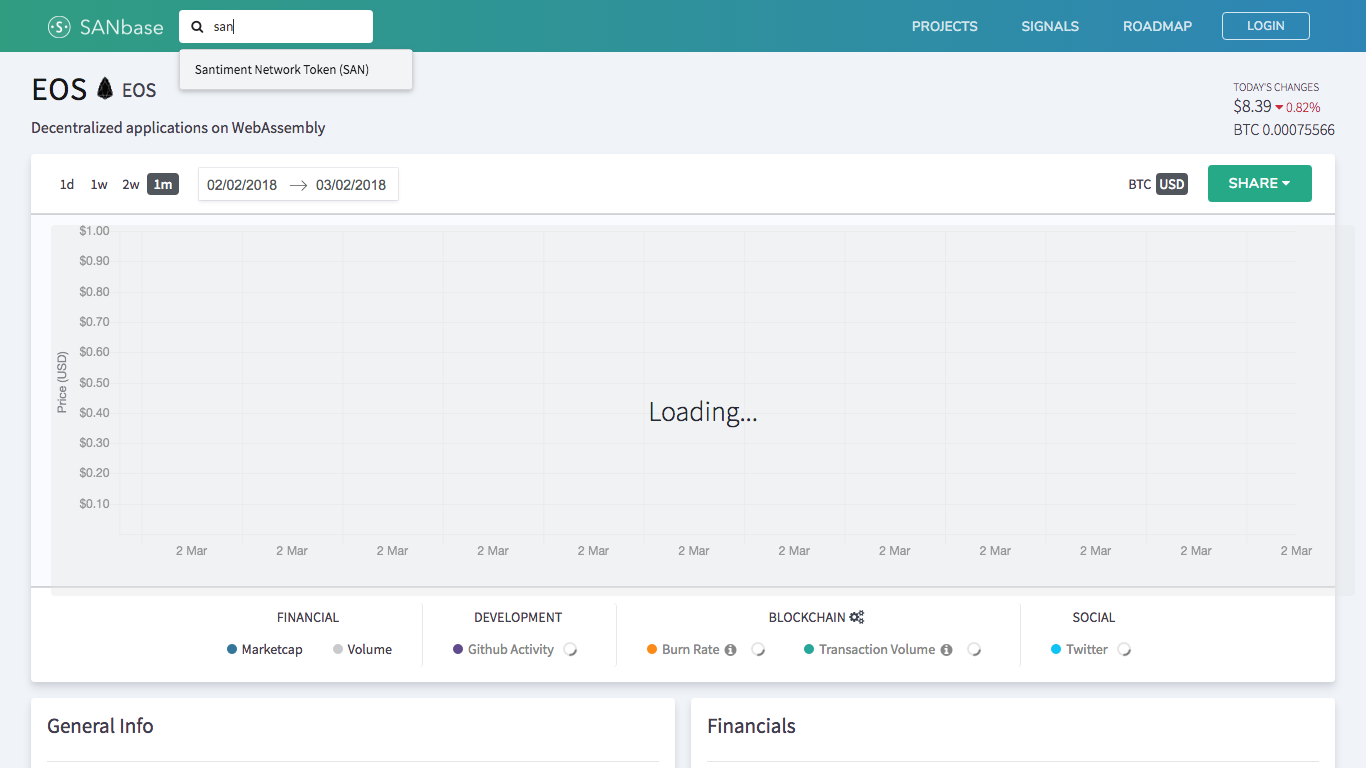 SANbase
san
PROJECTS SIGNALS ROADMAP LOGIN
Santiment Network Token (SAN)
EOS EOS
Decentralized applications on WebAssembly
TODAY'S CHANGES
$8.39 0.82%
BTC 0.00075566
1d 1w 2w 1m
02/02/2018 → 03/02/2018
BTC USD
SHARE
Price (USD)
$1.00
$0.90
$0.80
$0.70
$0.60
$0.50
$0.40
$0.30
$0.20
$0.10
Loading...
2 Mar 2 Mar 2 Mar 2 Mar 2 Mar 2 Mar 2 Mar 2 Mar 2 Mar 2 Mar 2 Mar 2 Mar
FINANCIAL
Marketcap Volume
DEVELOPMENT
Github Activity
BLOCKCHAIN
Burn Rate Transaction Volume
SOCIAL
Twitter
General Info
Financials